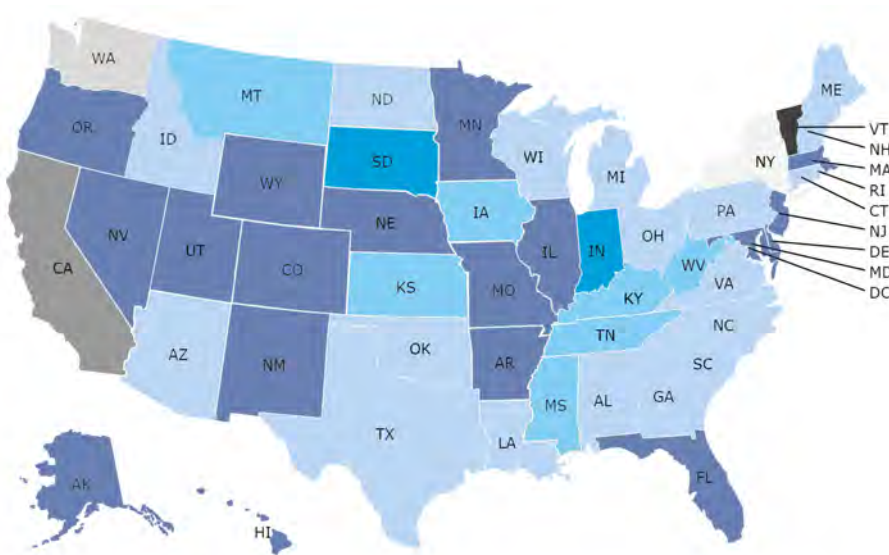 WA
MT
ND
ME
OR
MN
VT
ID
NH
SD
WI
NY
MA
WY
MI
RI
CT
IA
PA
NE
NJ
NV
OH
DE
UT
IL
IN
CA
CO
WV
MD
VA
KS
MO
KY
DC
NC
TN
AZ
OK
NM
AR
SC
MS
AL
GA
TX
LA
FL
AK
HI